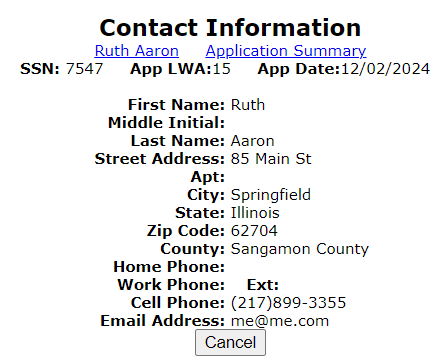 Contact Information
Ruth Aaron Application Summary
SSN: 7547 App LWA:15 App Date:12/02/2024
First Name: Ruth
Middle Initial:
Last Name: Aaron
Street Address: 85 Main St
Apt:
City: Springfield
State: Illinois
Zip Code: 62704
County: Sangamon County
Home Phone:
Work Phone: Ext:
Cell Phone: (217)899-3355
Email Address: me@me.com
Cancel